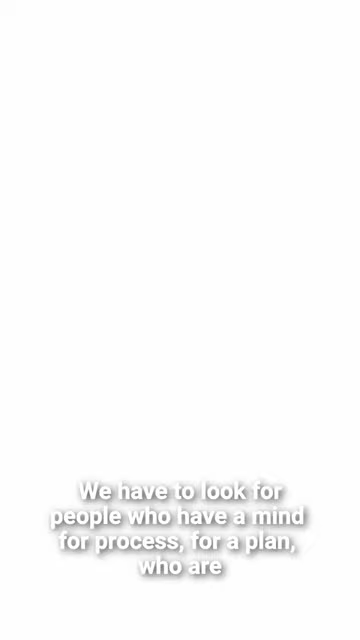 We have to look for
people who have a mind
for process, for a plan,
who are